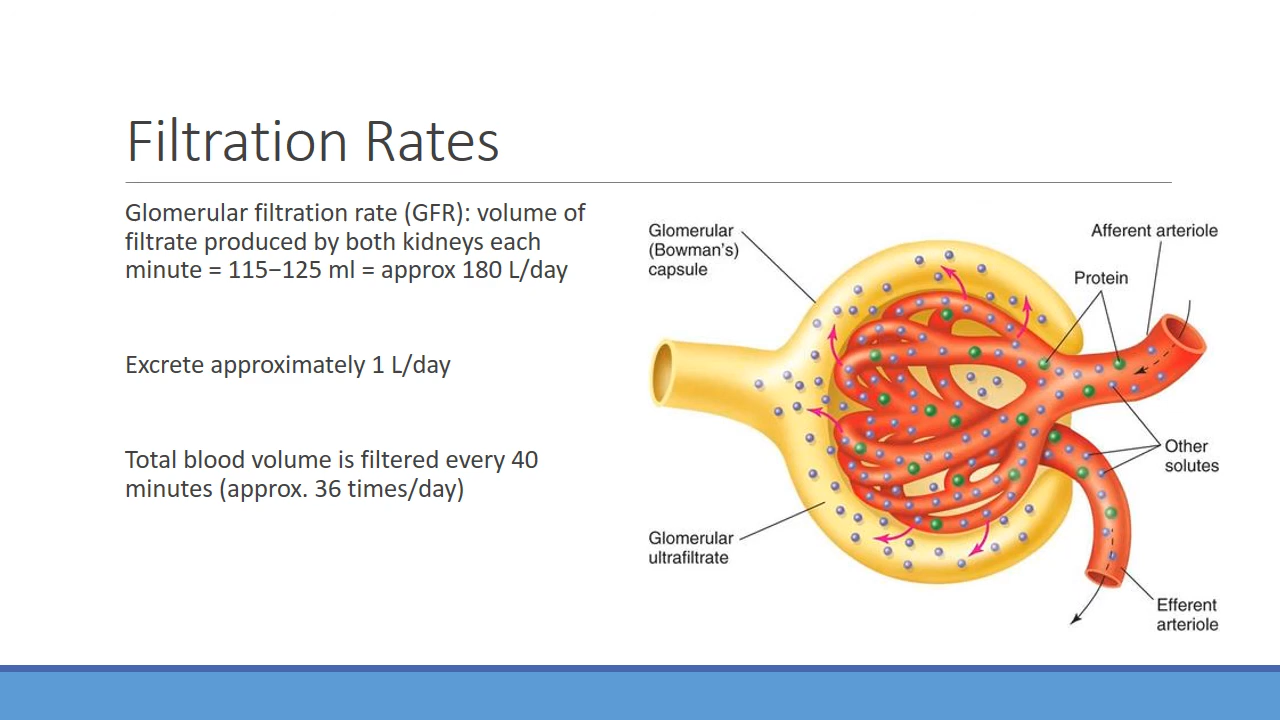 Filtration Rates
Glomerular filtration rate (GFR): volume of
filtrate produced by both kidneys each
minute = 115–125 ml = approx 180 L/day
Excrete approximately 1 L/day
Total blood volume is filtered every 40
minutes (approx. 36 times/day)
Glomerular
(Bowman's)
capsule
Afferent arteriole
Protein
Other
solutes
Glomerular
ultrafiltrate
Efferent
arteriole